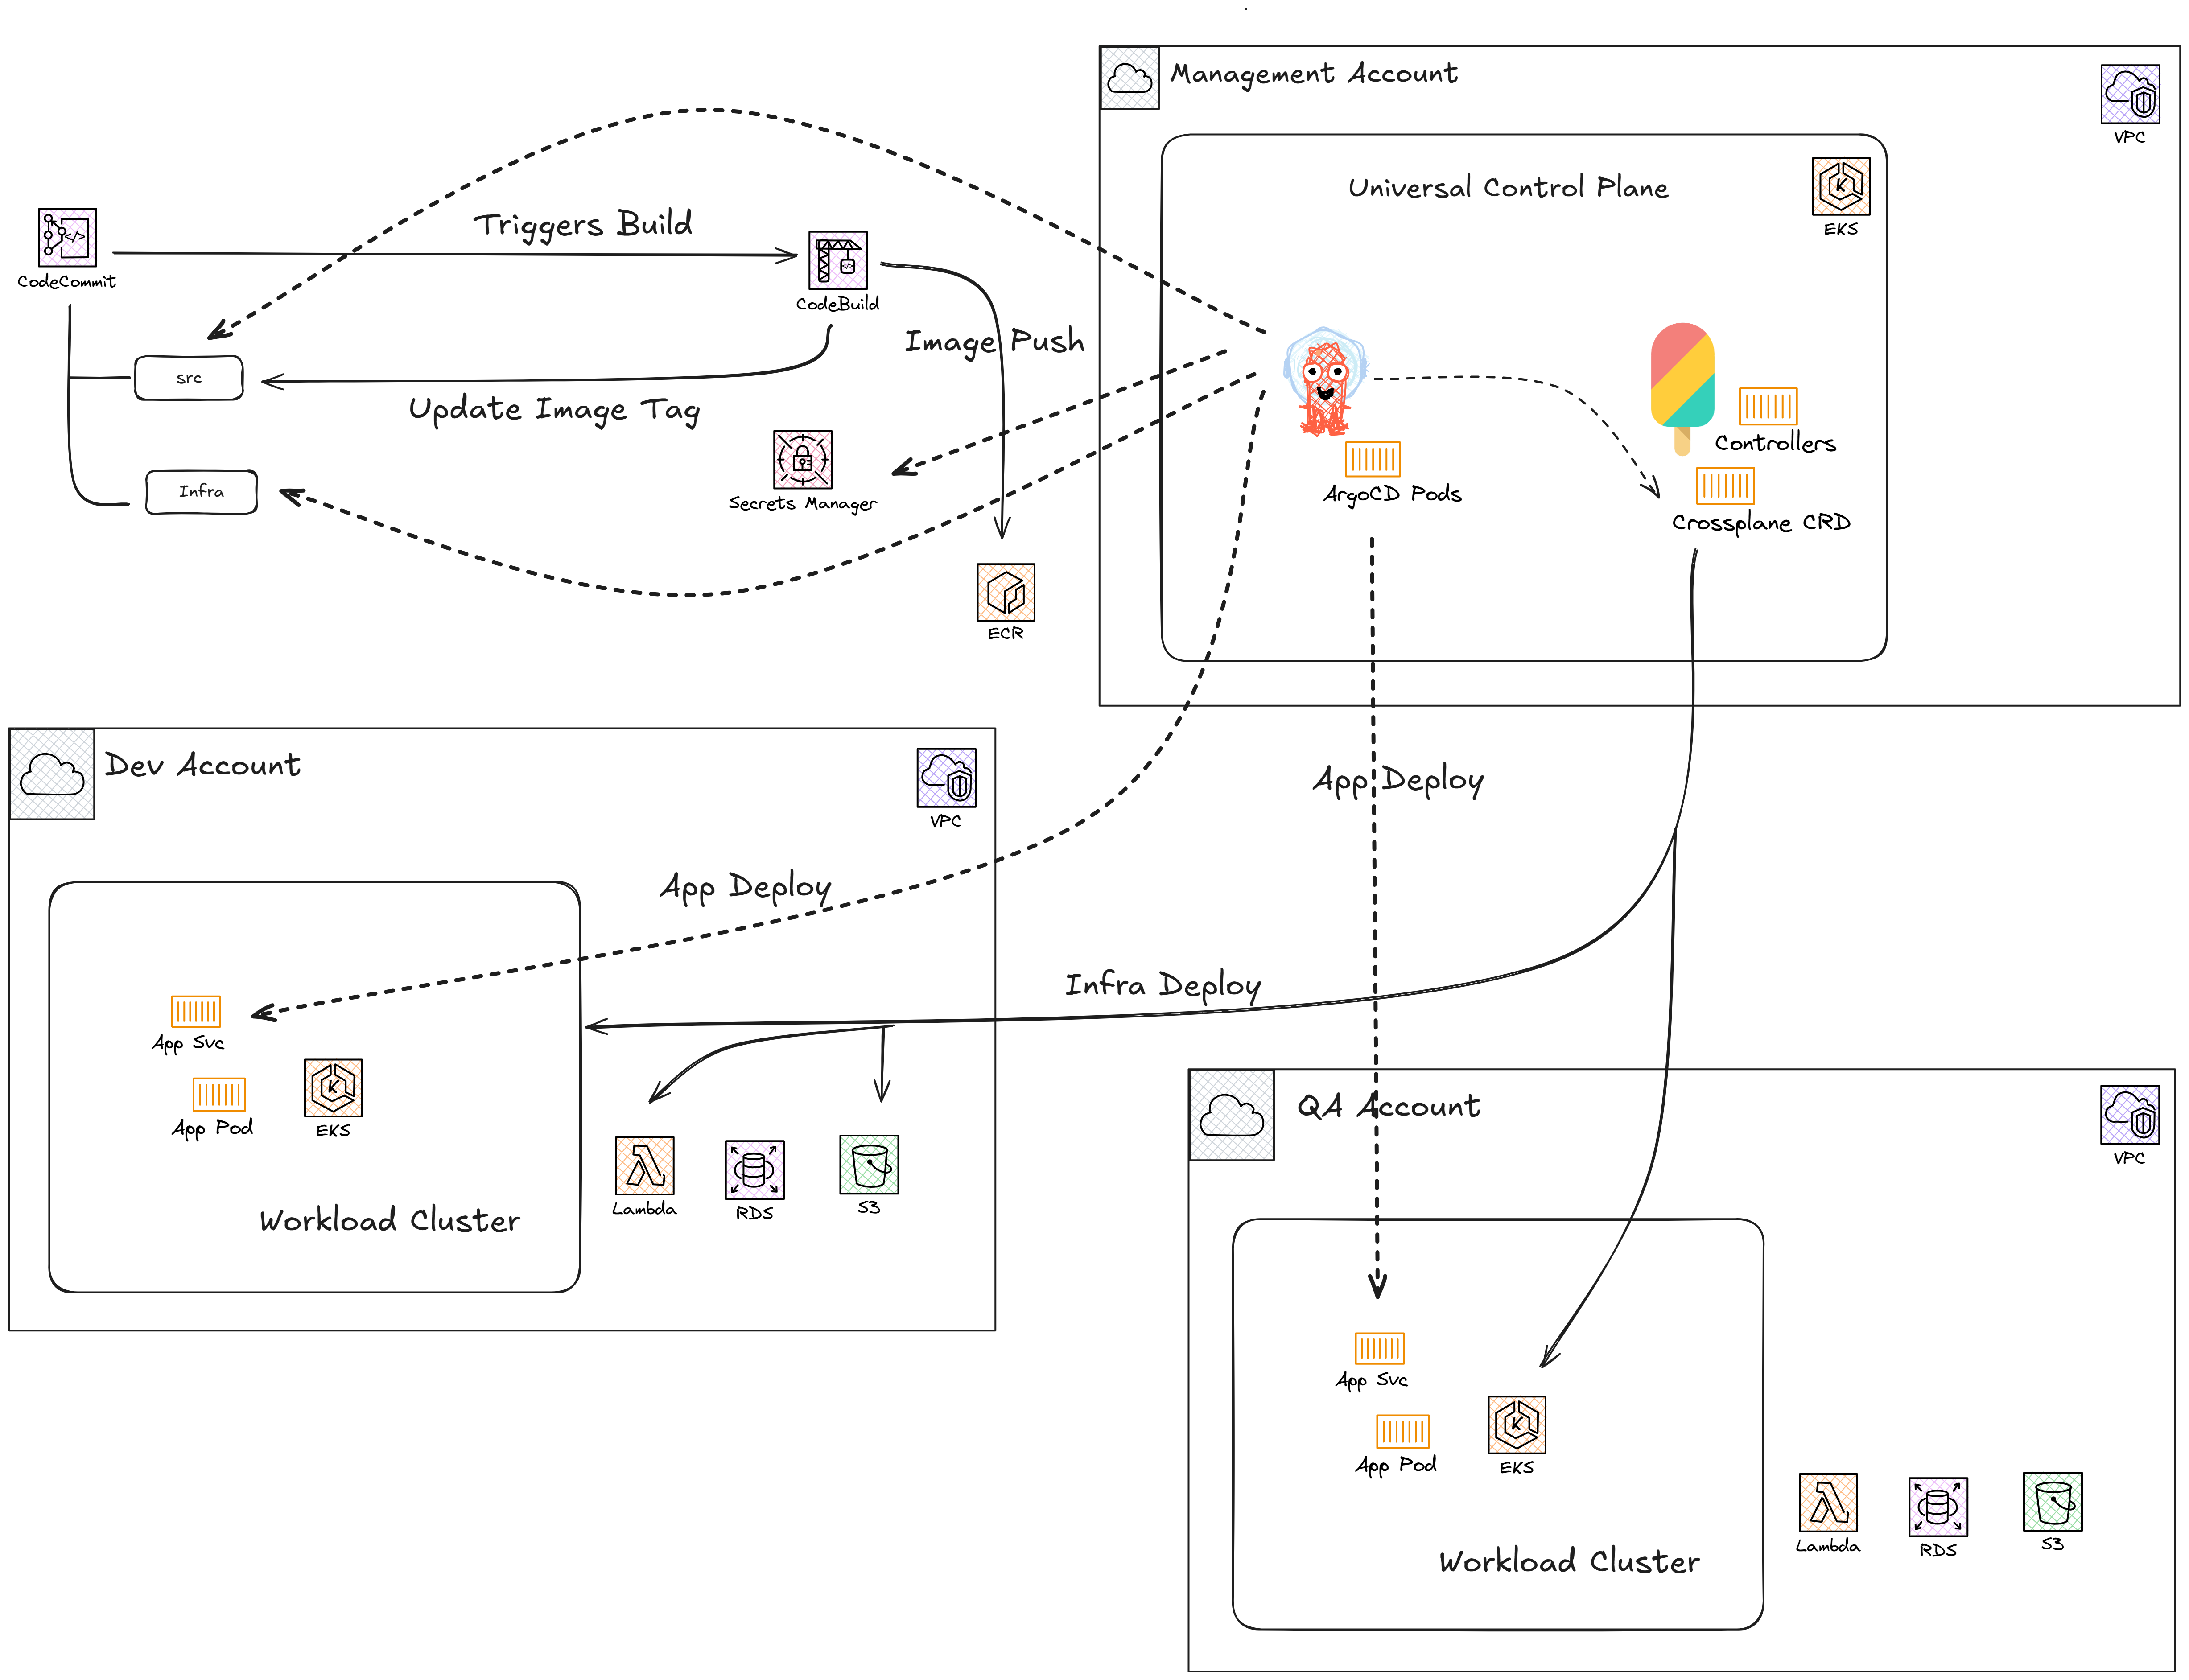 Management Account
VPC
Universal Control Plane
EKS
Triggers Build
CodeCommit
CodeBuild
Image Push
src
Update Image Tag
Controllers
Secrets Manager
Infra
ArgoCD Pods
Crossplane CRD
ECR
Dev Account
VPC
App Deploy
App Deploy
Infra Deploy
App Svc
App Pod
EKS
Workload Cluster
Lambda
RDS
S3
QA Account
VPC
App Svc
App Pod
EKS
Workload Cluster
Lambda
RDS
S3